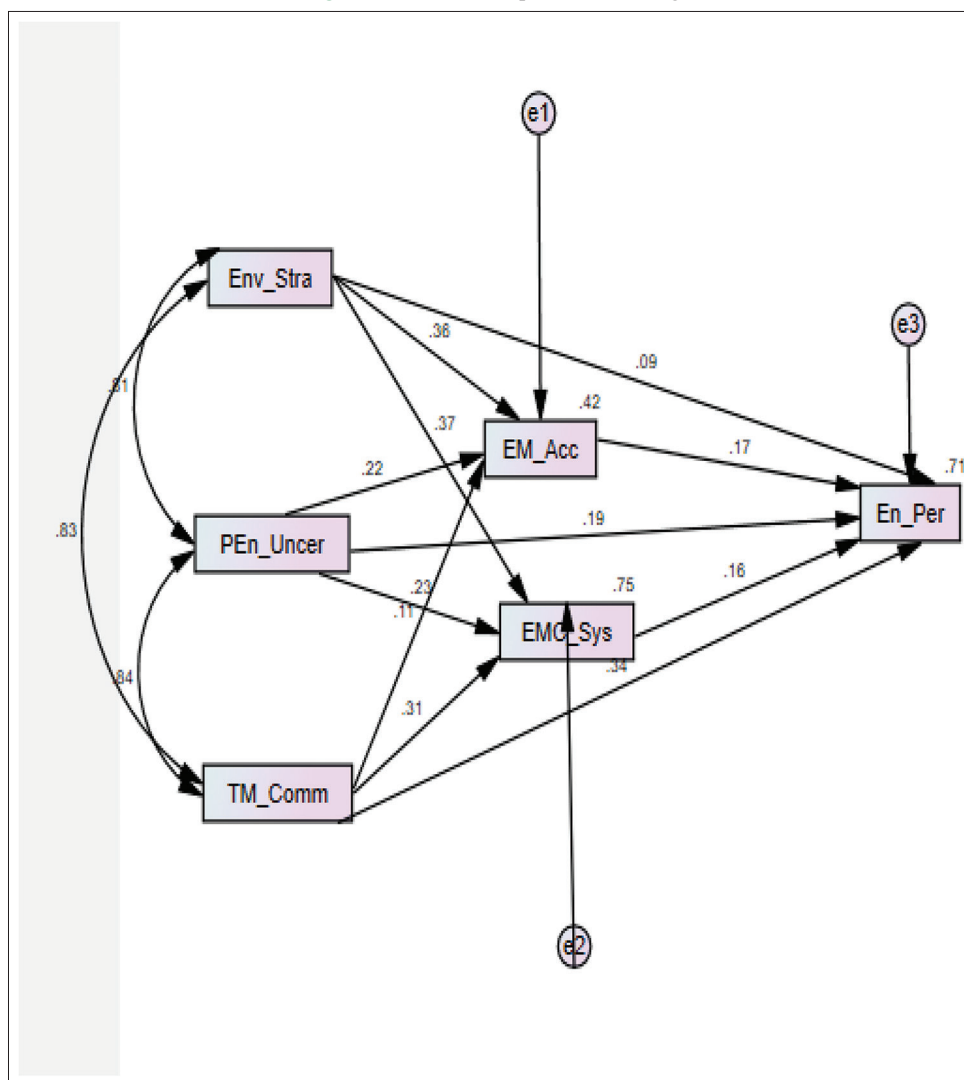 e1
Env_Stra
e3
.36
.09
.81
.42
.37
EM_Acc
.17
.71
.22
En_Per
.83
PEn_Uncer
.19
.23
.75
.16
.11
EMC_Sys
.84
.34
.31
TM_Comm
e2